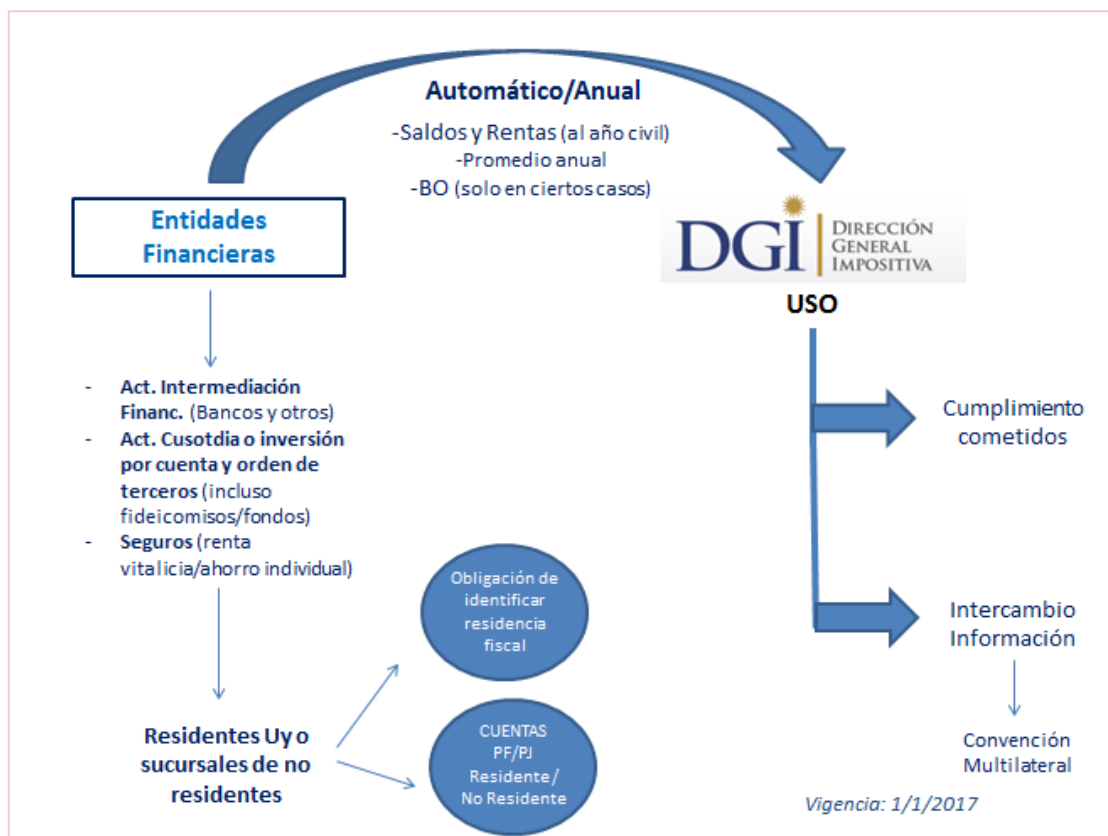 Automático/Anual
-Saldos y Rentas (al año civil)
-Promedio anual
-BO (solo en ciertos casos)
Entidades
Financieras
DGI
DIRECCIÓN
GENERAL
IMPOSITIVA
USO
- Act. Intermediación
Financ. (Bancos y otros)
- Act. Cusotdia o inversión
por cuenta y orden de
terceros (incluso
fideicomisos/fondos)
- Seguros (renta
vitalicia/ahorro individual)
Cumplimiento
cometidos
Obligación de
identificar
residencia
fiscal
Intercambio
Información
Residentes Uy o
sucursales de no
residentes
CUENTAS
PF/PJ
Residente/
No Residente
Convención
Multilateral
Vigencia: 1/1/2017